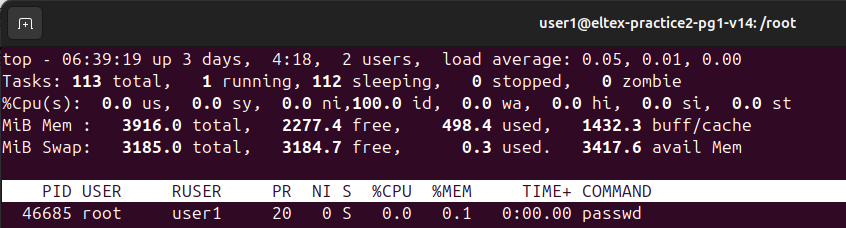 user1@eltex-practice2-pg1-v14: /root
top - 06:39:19 up 3 days,  4:18,  2 users,  load average: 0.05, 0.01, 0.00
Tasks: 113 total,   1 running, 112 sleeping,   0 stopped,   0 zombie
%Cpu(s):  0.0 us,  0.0 sy,  0.0 ni,100.0 id,  0.0 wa,  0.0 hi,  0.0 si,  0.0 st
MiB Mem :   3916.0 total,   2277.4 free,    498.4 used,   1432.3 buff/cache
MiB Swap:   3185.0 total,   3184.7 free,      0.3 used.   3417.6 avail Mem
PID USER     RUSER     PR  NI S  %CPU  %MEM     TIME+ COMMAND
46685 root     user1     20   0 S   0.0   0.1   0:00.00 passwd